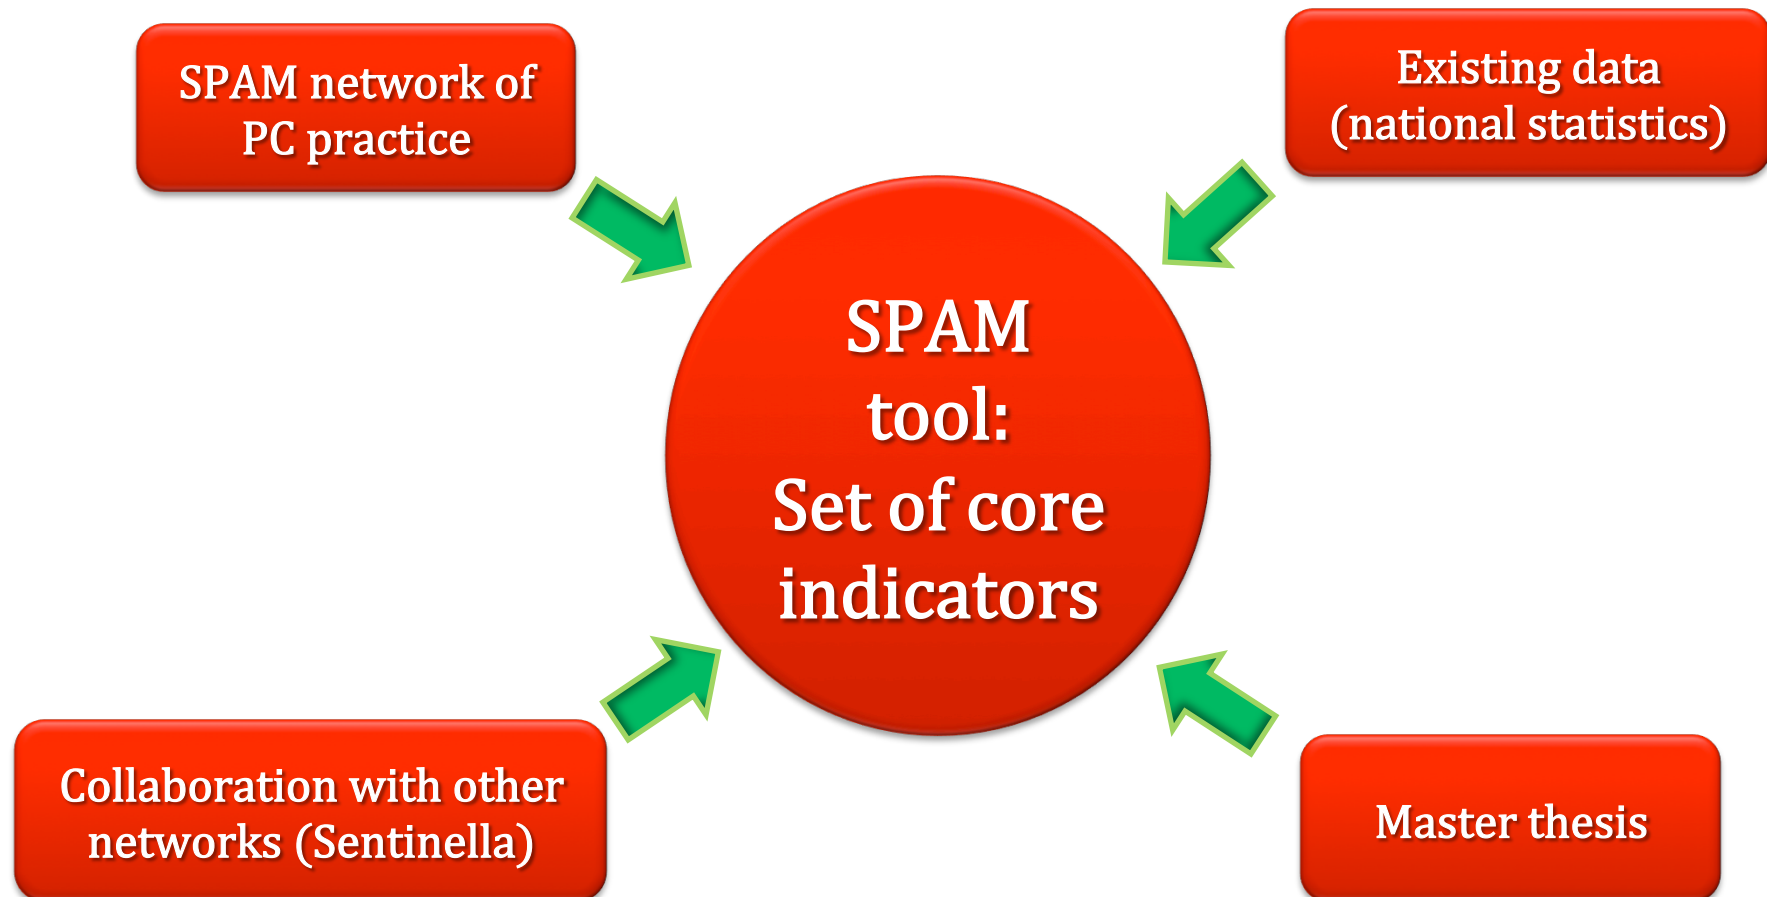 SPAM network of
PC practice
Existing data
(national statistics)
SPAM
tool:
Set of core
indicators
Collaboration with other
networks (Sentinella)
Master thesis